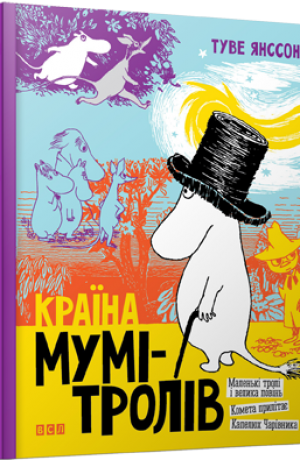 ТУВЕ ЯНССОН
КРАЇНА
МУМІ-
ТРОЛІВ
Маленькі тролі
і велика повінь
Комета прилітає
Капелюх Чарівника
ВСЛ